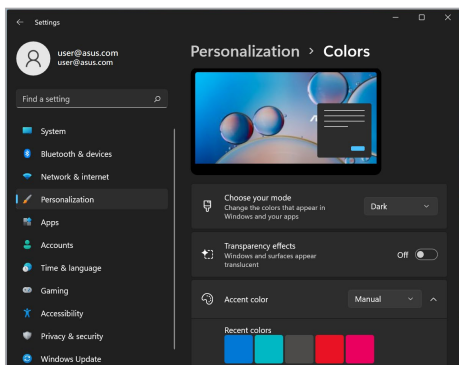 Settings
user@asus.com
user@asus.com
Find a setting
System
Bluetooth & devices
Network & internet
Personalization
Apps
Accounts
Time & language
Gaming
Accessibility
Privacy & security
Windows Update
Personalization > Colors
Choose your mode
Change the colors that appear in
Windows and your apps
Dark
Transparency effects
Windows and surfaces appear
translucent
Off
Accent color
Manual
Recent colors